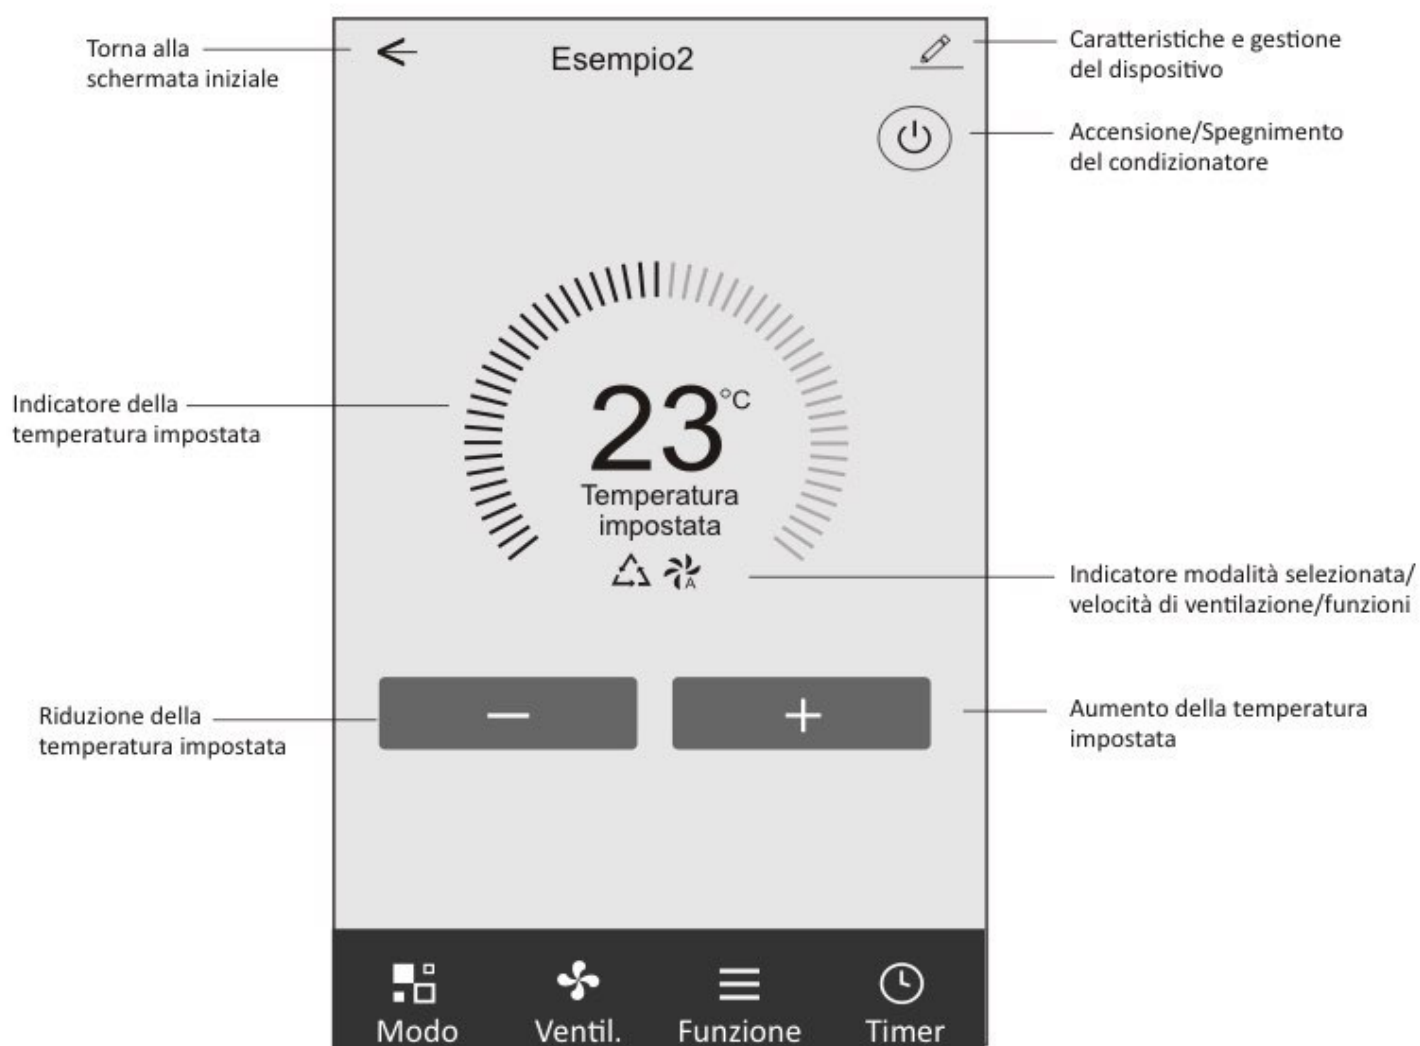 Torna alla
schermata iniziale
Esempio2
Caratteristiche e gestione
del dispositivo
Accensione/Spegnimento
del condizionatore
Indicatore della
temperatura impostata
23°C
Temperatura
impostata
A
Indicatore modalità selezionata/
velocità di ventilazione/funzioni
Riduzione della
temperatura impostata
Aumento della temperatura
impostata
Modo
Ventil.
Funzione
Timer